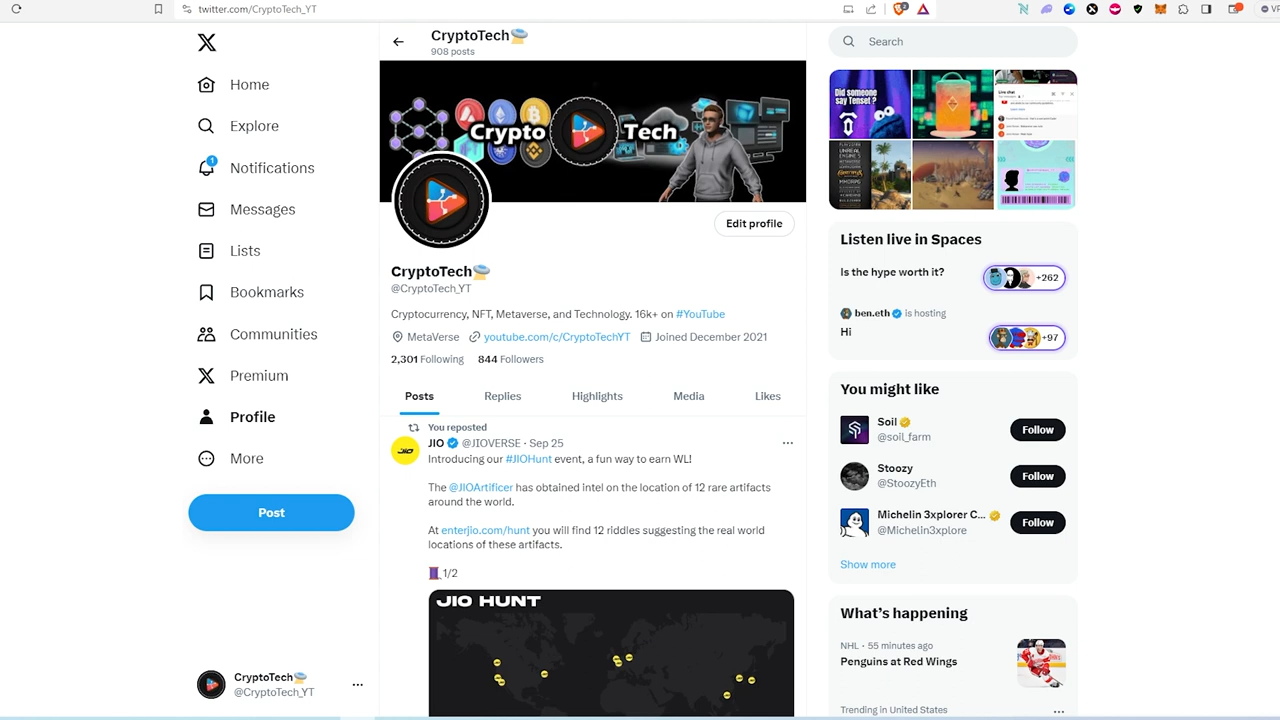 twitter.com/CryptoTech_YT
Home
Explore
1
Notifications
Messages
Lists
Bookmarks
Communities
Premium
Profile
More
Post
CryptoTech
@CryptoTech_YT
CryptoTech
908 posts
Crypto Tech
Edit profile
CryptoTech
@CryptoTech_YT
Cryptocurrency, NFT, Metaverse, and Technology. 16k+ on #YouTube
MetaVerse youtube.com/c/CryptoTechYT Joined December 2021
2,301 Following 844 Followers
Posts Replies Highlights Media Likes
You reposted
JIO @JIOVERSE · Sep 25
Introducing our #JIOHunt event, a fun way to earn WL!
The @JIOArtificer has obtained intel on the location of 12 rare artifacts
around the world.
At enterjio.com/hunt you will find 12 riddles suggesting the real world
locations of these artifacts.
1/2
JIO HUNT
Search
Did someone
say Tenset ?
Live chat
Listen live in Spaces
Is the hype worth it?
+262
ben.eth is hosting
Hi
+97
You might like
Soil
@soil_farm
Follow
Stoozy
@StoozyEth
Follow
Michelin 3xplorer C...
@Michelin3xplore
Follow
Show more
What's happening
NHL · 55 minutes ago
Penguins at Red Wings
Trending in United States